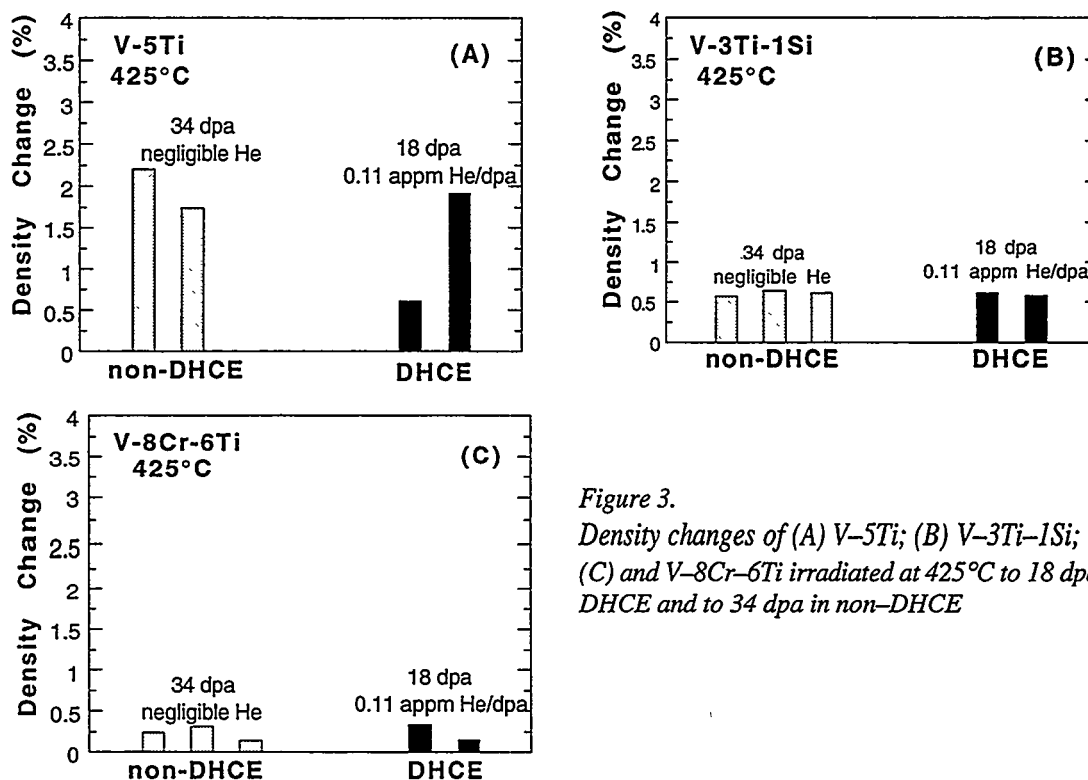 Density Change (%)
4
3.5
3
2.5
2
1.5
1
0.5
0
V-5Ti
425°C
(A)
34 dpa
negligible He
18 dpa
0.11 appm He/dpa
non-DHCE
DHCE
Density Change (%)
4
3.5
3
2.5
2
1.5
1
0.5
0
V-3Ti-1Si
425°C
(B)
34 dpa
negligible He
18 dpa
0.11 appm He/dpa
non-DHCE
DHCE
Density Change (%)
4
3.5
3
2.5
2
1.5
1
0.5
0
V-8Cr-6Ti
425°C
(C)
34 dpa
negligible He
18 dpa
0.11 appm He/dpa
non-DHCE
DHCE
Figure 3.
Density changes of (A) V–5Ti; (B) V–3Ti–1Si;
(C) and V–8Cr–6Ti irradiated at 425°C to 18 dpa
DHCE and to 34 dpa in non–DHCE